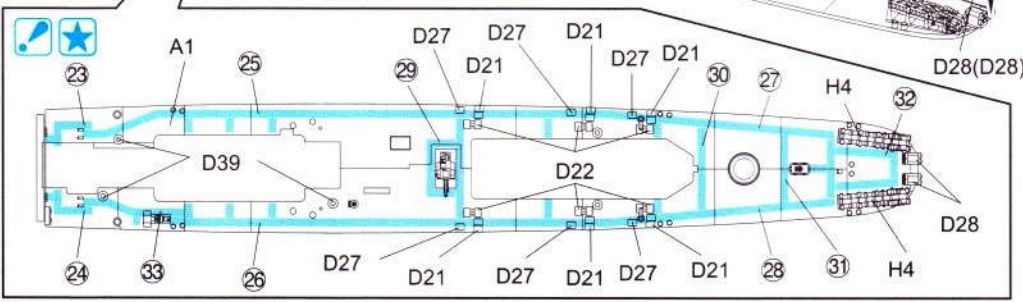 D28(D28)
D27 D27 D21
A1
23 25 29 D21 D27 D21 30 27 H4 32
D39 D22
D28
24 33 26 D27 D21 D27 D21 D27 D21 28 31 H4